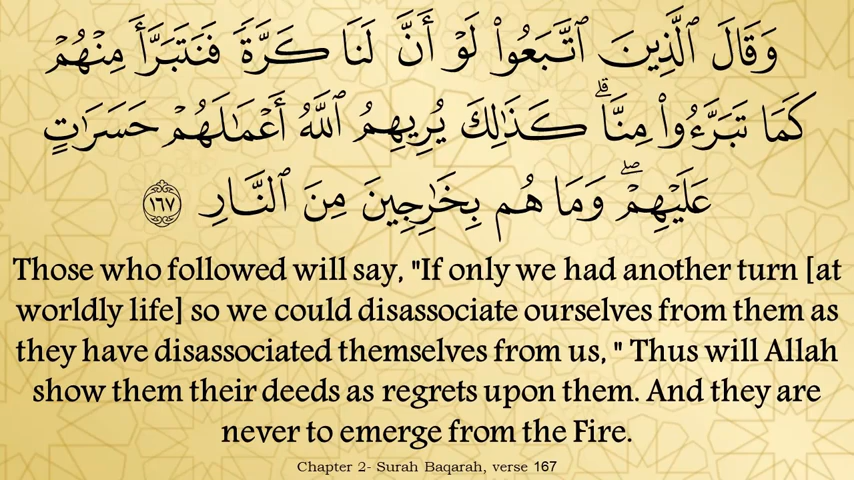 وَقَالَ ٱلَّذِينَ ٱتَّبَعُوا۟ لَوْ أَنَّ لَنَا كَرَّةً فَنَتَبَرَّأَ مِنْهُمْ
كَمَا تَبَرَّءُوا۟ مِنَّا ۗ كَذَٰلِكَ يُرِيهِمُ ٱللَّهُ أَعْمَـٰلَهُمْ حَسَرَٰتٍ
عَلَيْهِمْ ۖ وَمَا هُم بِخَـٰرِجِينَ مِنَ ٱلنَّارِ ١٦٧
Those who followed will say, "If only we had another turn [at
worldly life] so we could disassociate ourselves from them as
they have disassociated themselves from us, " Thus will Allah
show them their deeds as regrets upon them. And they are
never to emerge from the Fire.
Chapter 2- Surah Baqarah, verse 167